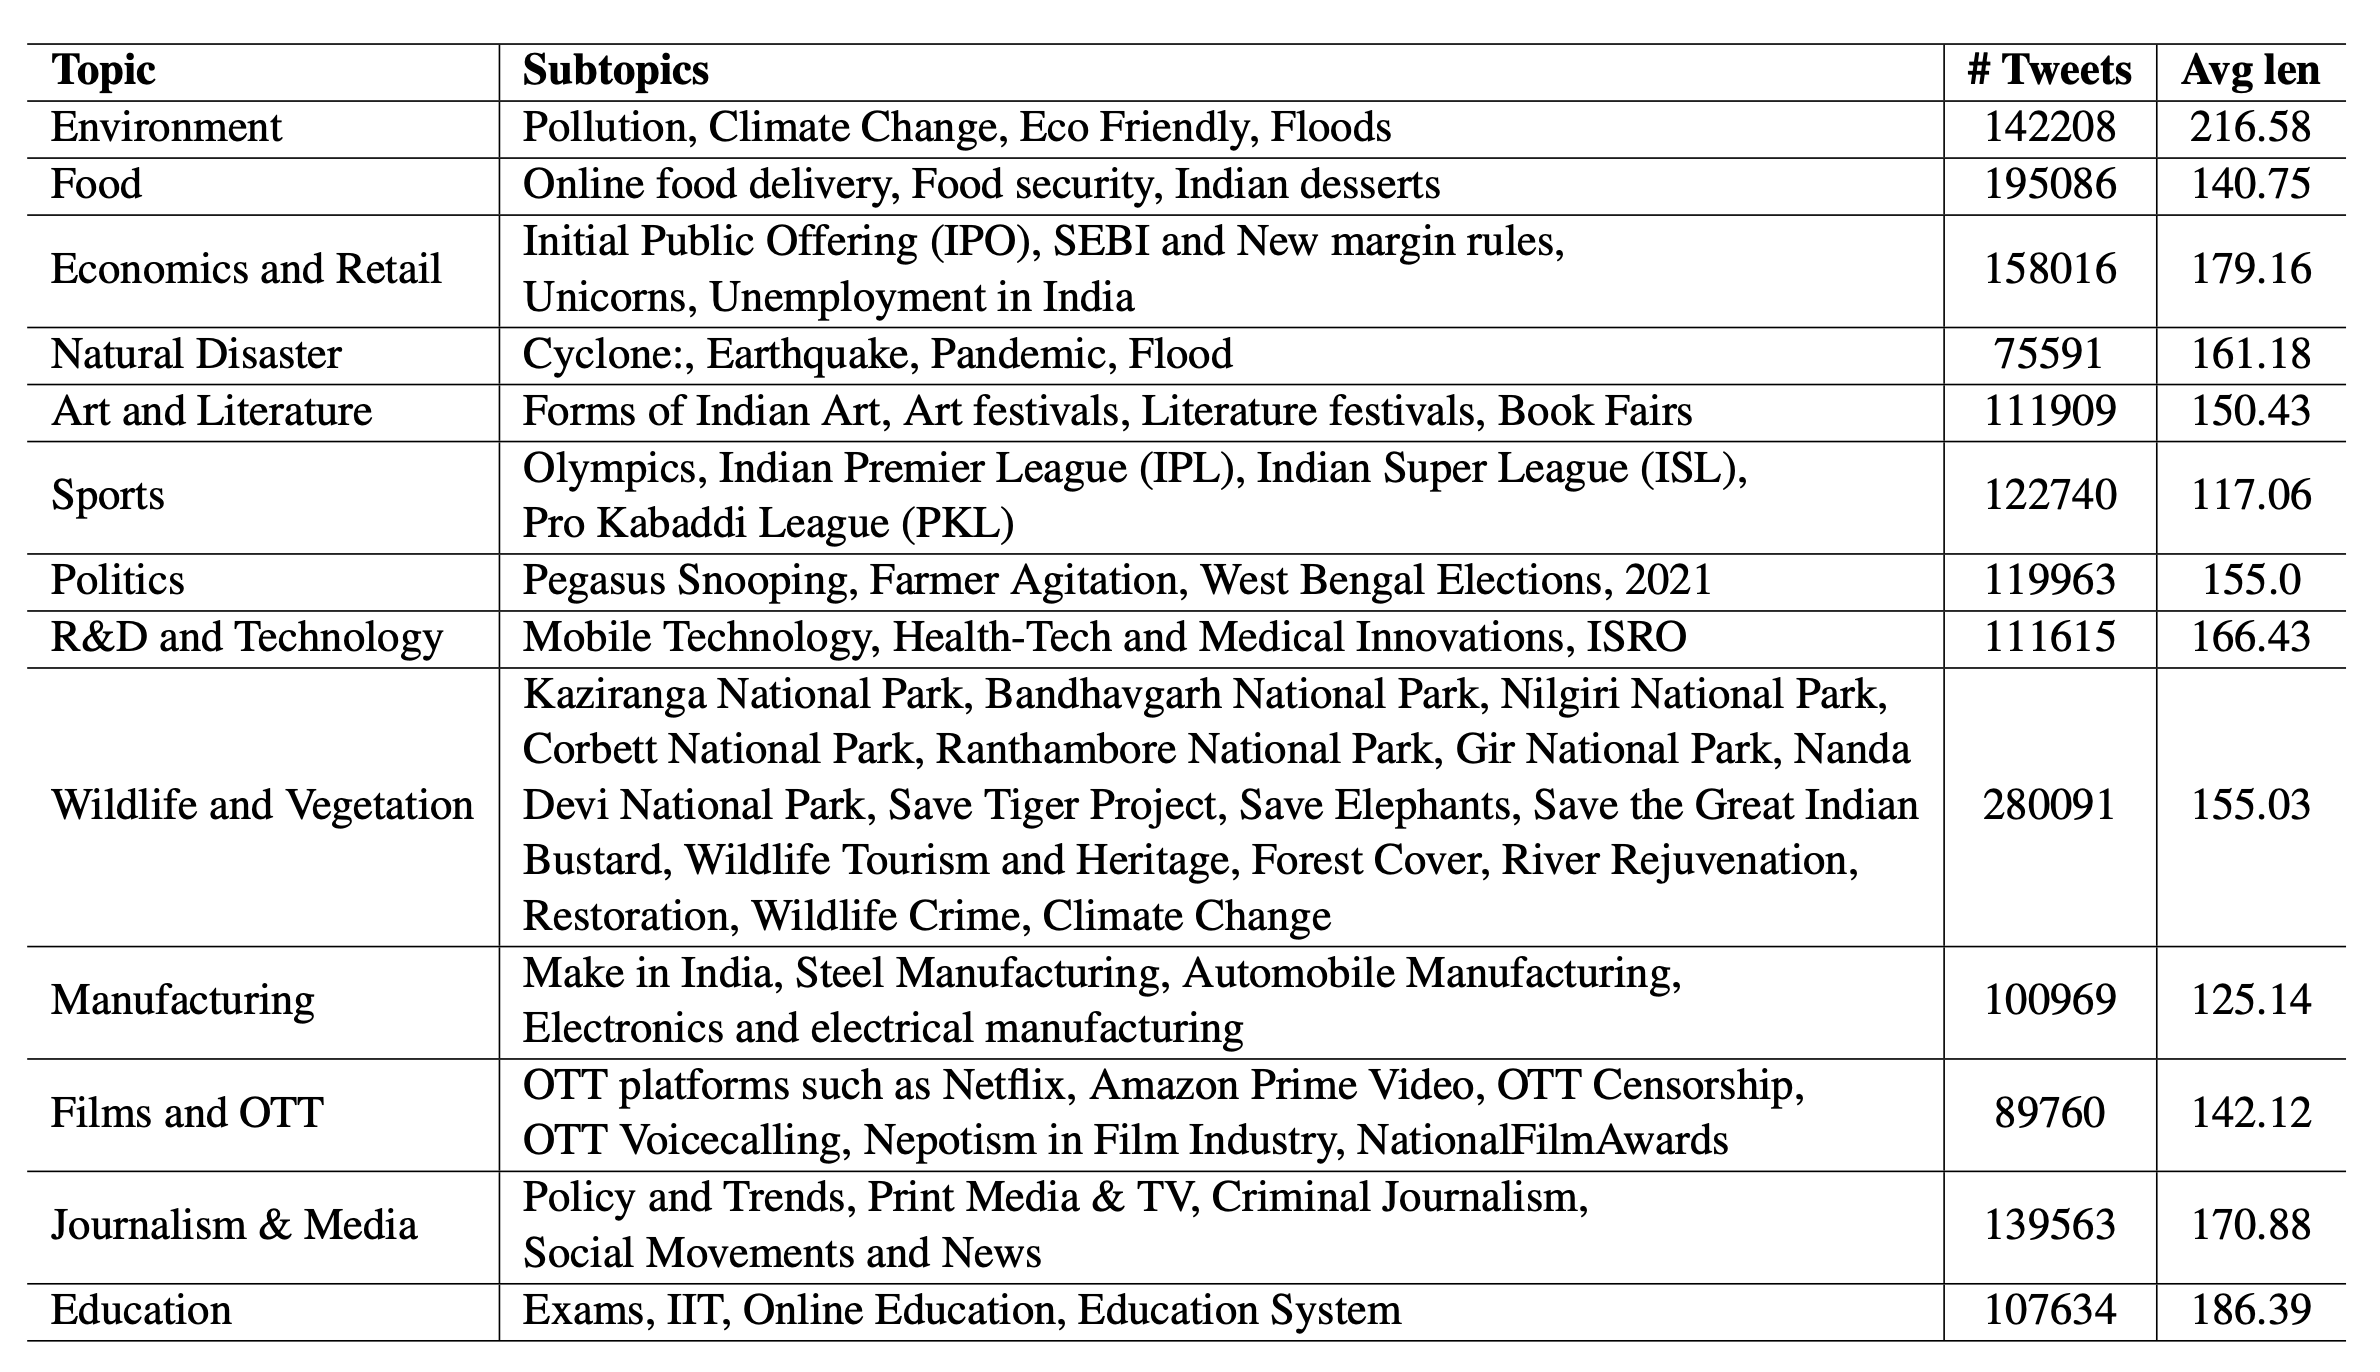 Topic Subtopics # Tweets Avg len
Environment Pollution, Climate Change, Eco Friendly, Floods 142208 216.58
Food Online food delivery, Food security, Indian desserts 195086 140.75
Economics and Retail Initial Public Offering (IPO), SEBI and New margin rules,
Unicorns, Unemployment in India 158016 179.16
Natural Disaster Cyclone:, Earthquake, Pandemic, Flood 75591 161.18
Art and Literature Forms of Indian Art, Art festivals, Literature festivals, Book Fairs 111909 150.43
Sports Olympics, Indian Premier League (IPL), Indian Super League (ISL),
Pro Kabaddi League (PKL) 122740 117.06
Politics Pegasus Snooping, Farmer Agitation, West Bengal Elections, 2021 119963 155.0
R&D and Technology Mobile Technology, Health-Tech and Medical Innovations, ISRO 111615 166.43
Wildlife and Vegetation Kaziranga National Park, Bandhavgarh National Park, Nilgiri National Park,
Corbett National Park, Ranthambore National Park, Gir National Park, Nanda
Devi National Park, Save Tiger Project, Save Elephants, Save the Great Indian
Bustard, Wildlife Tourism and Heritage, Forest Cover, River Rejuvenation,
Restoration, Wildlife Crime, Climate Change 280091 155.03
Manufacturing Make in India, Steel Manufacturing, Automobile Manufacturing,
Electronics and electrical manufacturing 100969 125.14
Films and OTT OTT platforms such as Netflix, Amazon Prime Video, OTT Censorship,
OTT Voicecalling, Nepotism in Film Industry, NationalFilmAwards 89760 142.12
Journalism & Media Policy and Trends, Print Media & TV, Criminal Journalism,
Social Movements and News 139563 170.88
Education Exams, IIT, Online Education, Education System 107634 186.39